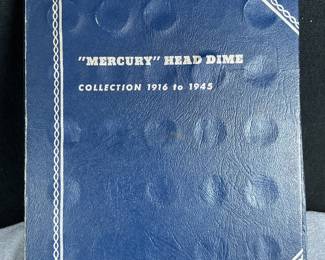 "MERCURY" HEAD DIME
COLLECTION 1916 to 1945